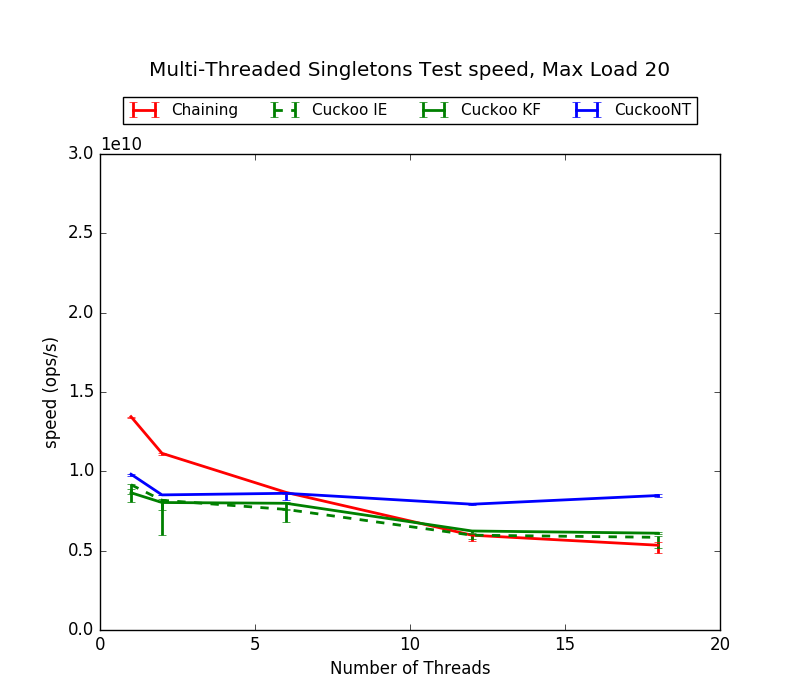 Multi-Threaded Singletons Test speed, Max Load 20
Chaining Cuckoo IE Cuckoo KF CuckooNT
1e10
3.0
2.5
2.0
1.5
1.0
0.5
0.0
speed (ops/s)
0 5 10 15 20
Number of Threads